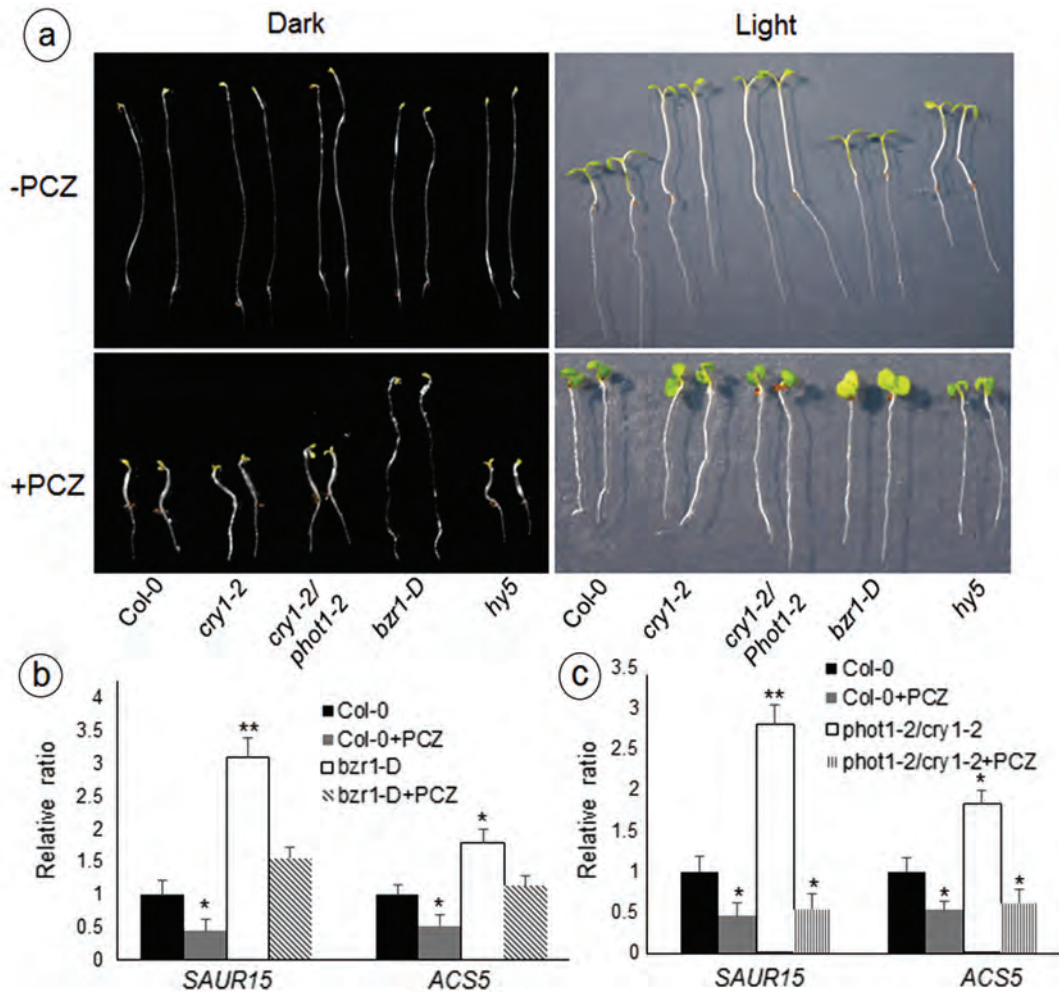 a
Dark
Light
-PCZ
+PCZ
Col-0
cry1-2
cry1-2/
phot1-2
bzr1-D
hy5
Col-0
cry1-2
cry1-2/
Phot1-2
bzr1-D
hy5
b
Relative ratio
4
3.5
3
2.5
2
1.5
1
0.5
0
Col-0
Col-0+PCZ
bzr1-D
bzr1-D+PCZ
*
**
*
*
SAUR15
ACS5
c
Relative ratio
3.5
3
2.5
2
1.5
1
0.5
0
Col-0
Col-0+PCZ
phot1-2/cry1-2
phot1-2/cry1-2+PCZ
*
**
*
*
*
*
SAUR15
ACS5